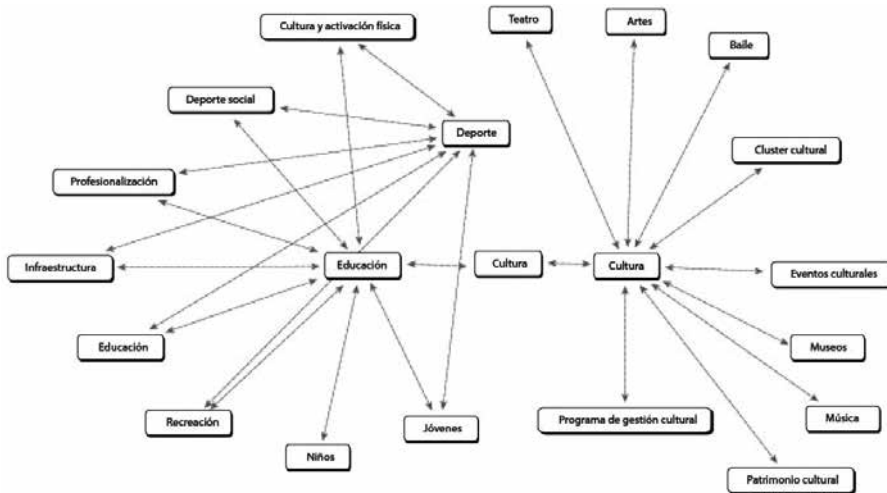 Cultura y activación física
Teatro
Artes
Baile
Deporte social
Deporte
Cluster cultural
Profesionalización
Infraestructura
Educación
Cultura
Cultura
Eventos culturales
Educación
Museos
Recreación
Jóvenes
Programa de gestión cultural
Música
Niños
Patrimonio cultural